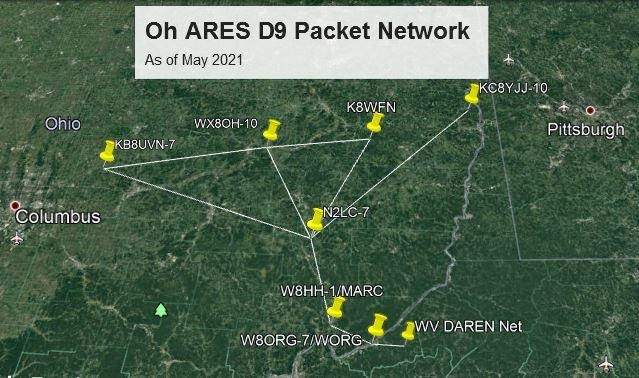 Oh ARES D9 Packet Network
As of May 2021
KC8YJJ-10
K8WFN
WX8OH-10
Ohio
Pittsburgh
KB8UVN-7
Columbus
N2LC-7
W8HH-1/MARC
WV DAREN Net
W8ORG-7/WORG